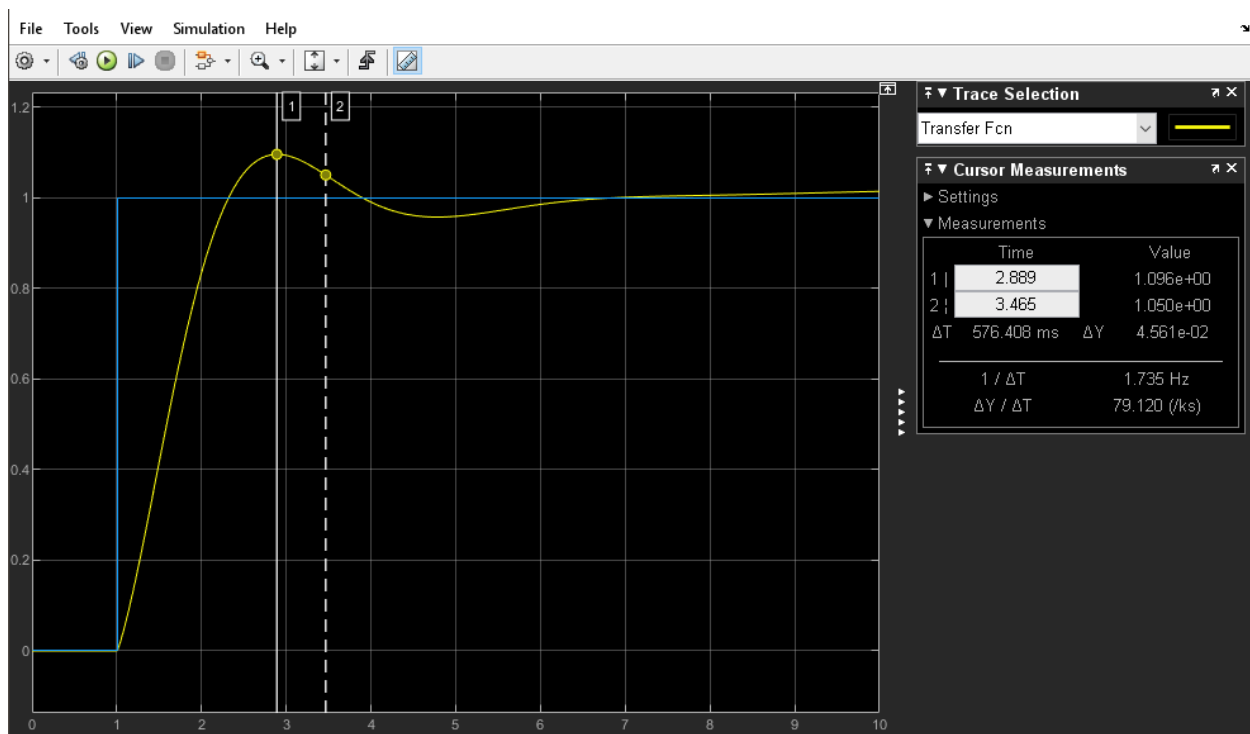 File Tools View Simulation Help
1.2
1
0.8
0.6
0.4
0.2
0
1
2
0 1 2 3 4 5 6 7 8 9 10
Trace Selection
Transfer Fcn
Cursor Measurements
Settings
Measurements
Time Value
1 | 2.889 1.096e+00
2 ¦ 3.465 1.050e+00
ΔT 576.408 ms ΔY 4.561e-02
1 / ΔT 1.735 Hz
ΔY / ΔT 79.120 (/ks)